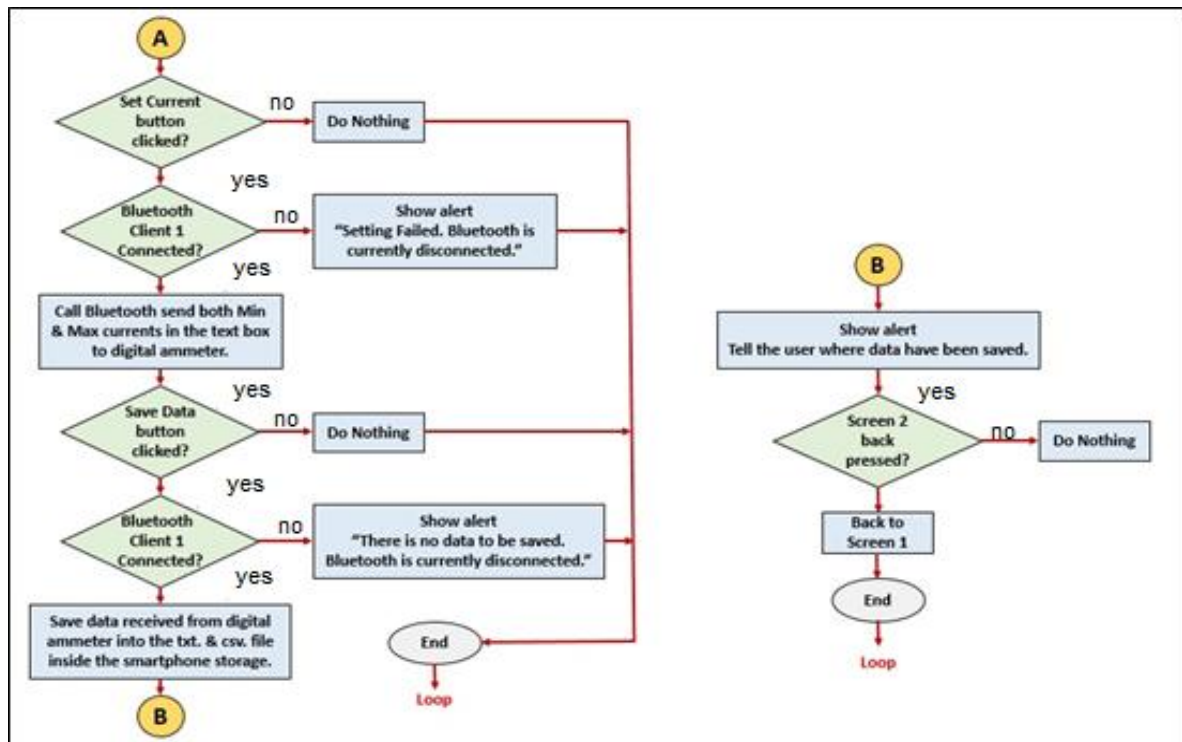 A
Set Current
button
clicked?
no
Do Nothing
yes
Bluetooth
Client 1
Connected?
no
Show alert
“Setting Failed. Bluetooth is
currently disconnected.”
yes
Call Bluetooth send both Min
& Max currents in the text box
to digital ammeter.
yes
Save Data
button
clicked?
no
Do Nothing
yes
Bluetooth
Client 1
Connected?
no
Show alert
“There is no data to be saved.
Bluetooth is currently disconnected.”
yes
Save data received from digital
ammeter into the txt. & csv. file
inside the smartphone storage.
B
End
Loop
B
Show alert
Tell the user where data have been saved.
yes
Screen 2
back
pressed?
no
Do Nothing
Back to
Screen 1
End
Loop